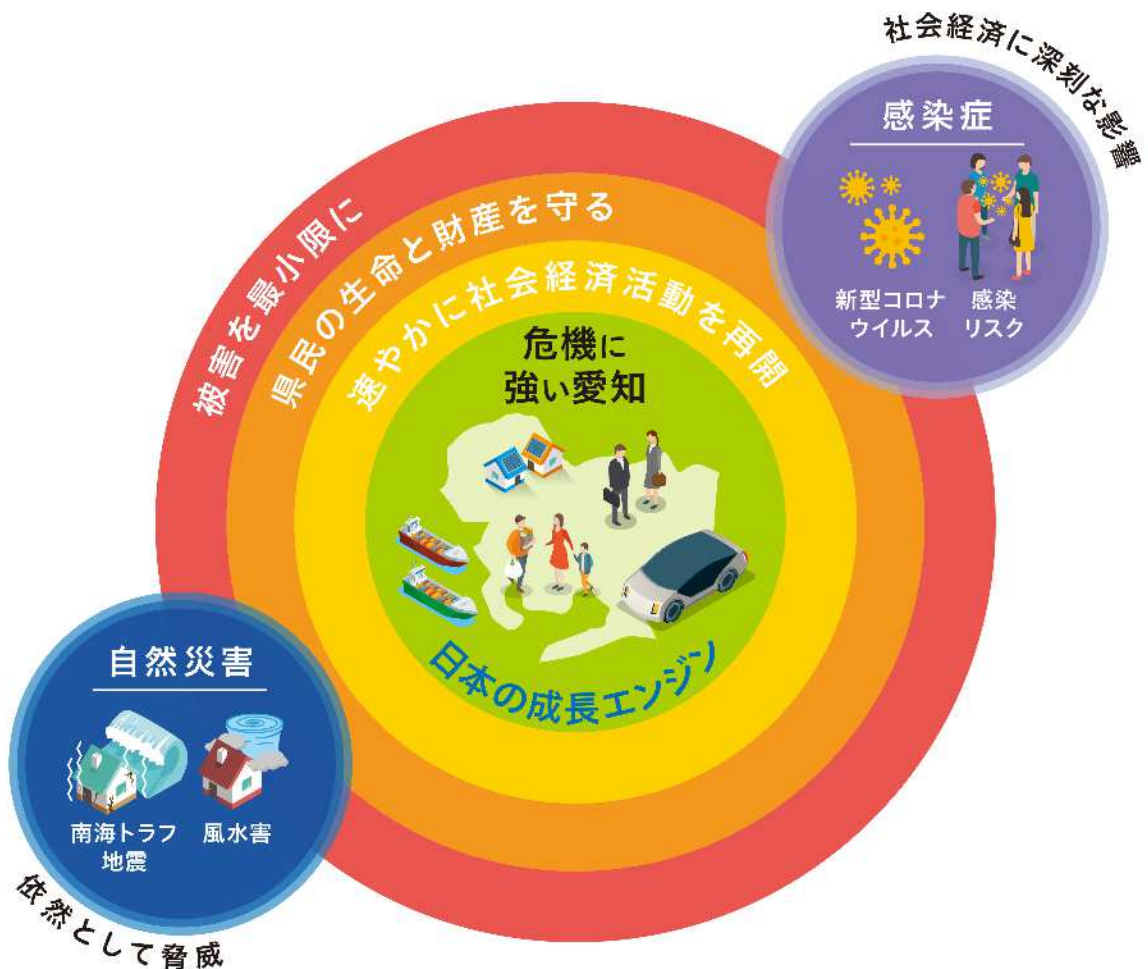 社会経済に深刻な影響
感染症
新型コロナ
ウイルス
感染
リスク
被害を最小限に
県民の生命と財産を守る
速やかに社会経済活動を再開
危機に
強い愛知
日本の成長エンジン
自然災害
南海トラフ
地震
風水害
依然として脅威